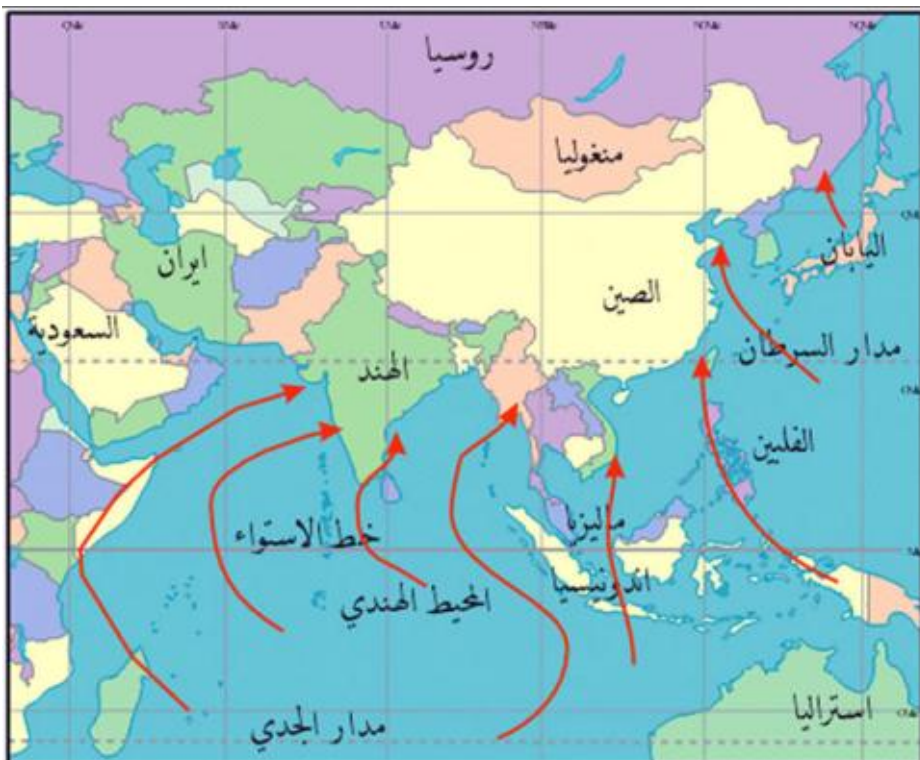 روسيا
منغوليا
ايران
اليابان
الصين
السعودية
مدار السرطان
الهند
الفلبين
ماليزيا
خط الاستواء
اندونيسيا
المحيط الهندي
استراليا
مدار الجدي